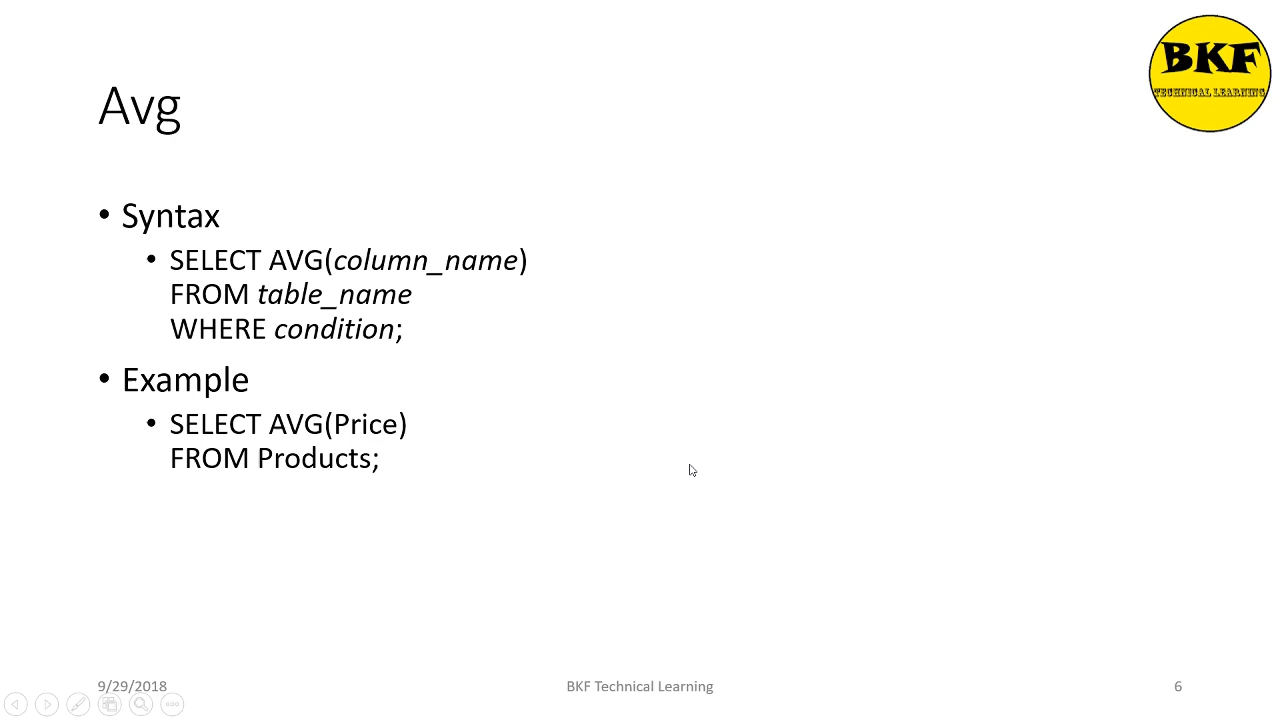 BKF
TECHNICAL LEARNING
Avg
• Syntax
• SELECT AVG(column_name)
FROM table_name
WHERE condition;
• Example
• SELECT AVG(Price)
FROM Products;
9/29/2018
BKF Technical Learning
6